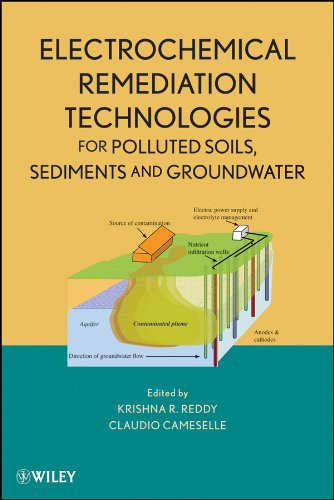 ELECTROCHEMICAL
REMEDIATION
TECHNOLOGIES
FOR POLLUTED SOILS,
SEDIMENTS AND GROUNDWATER
Electric power supply and
electrolyte management
Source of contamination
Nutrient
infiltration wells
Aquifer
Contaminated plume
Anodes &
cathodes
Direction of groundwater flow
Edited by
KRISHNA R. REDDY
CLAUDIO CAMESELLE
WILEY